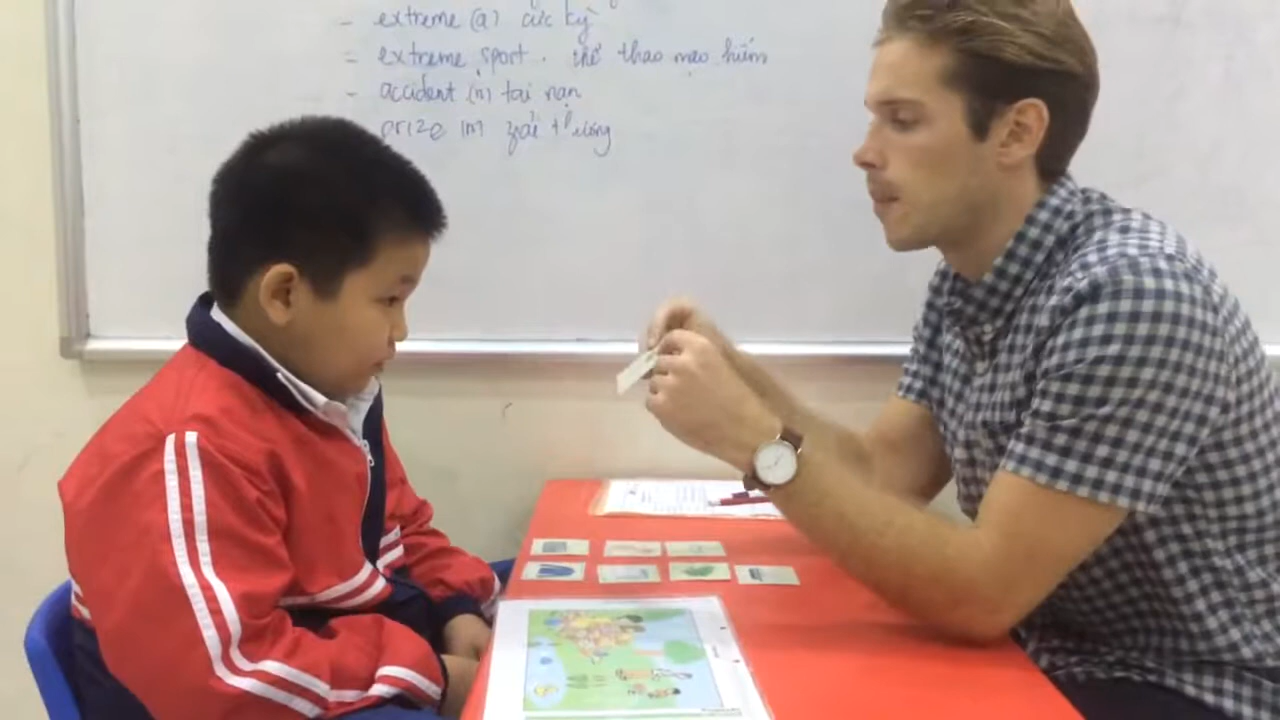 - extreme (a) cực kỳ
= extreme sport . thể thao mạo hiểm
- accident (n) tai nạn
prize (n) giải thưởng